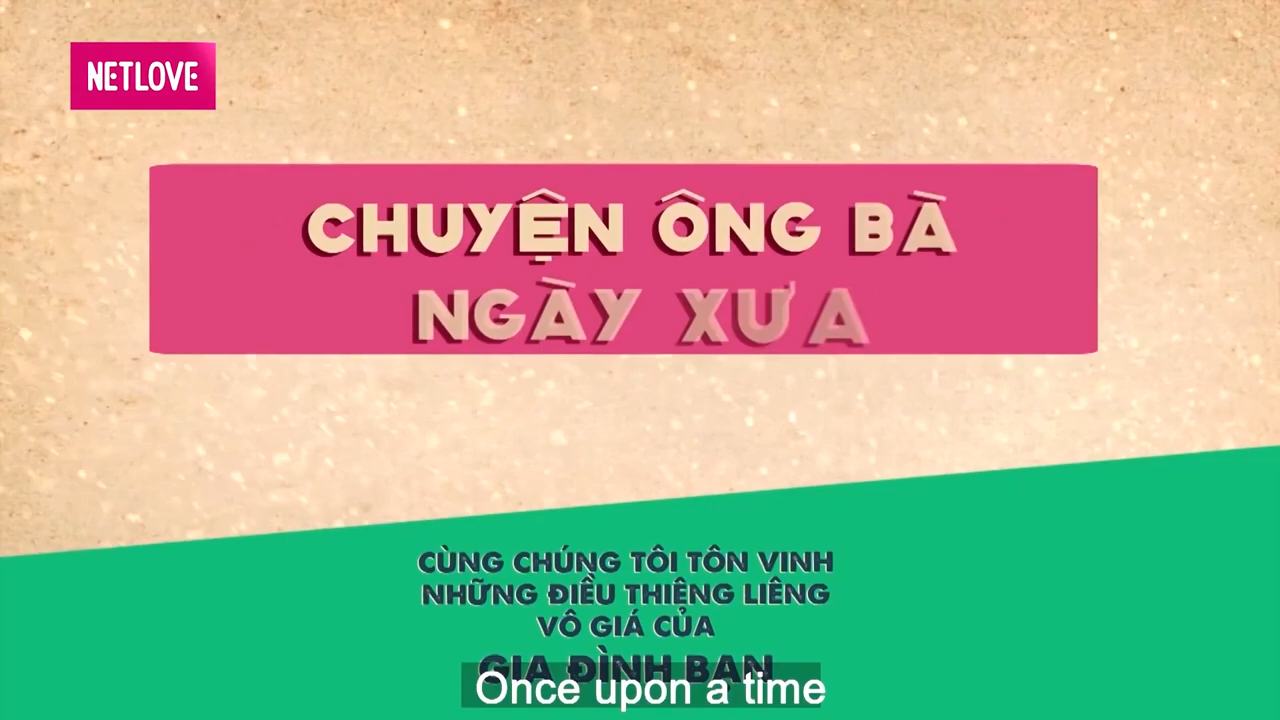 NETLOVE
CHUYỆN ÔNG BÀ
NGÀY XƯA
CÙNG CHÚNG TÔI TÔN VINH
NHỮNG ĐIỀU THIÊNG LIÊNG
VÔ GIÁ CỦA
GIA ĐÌNH BẠN
Once upon a time